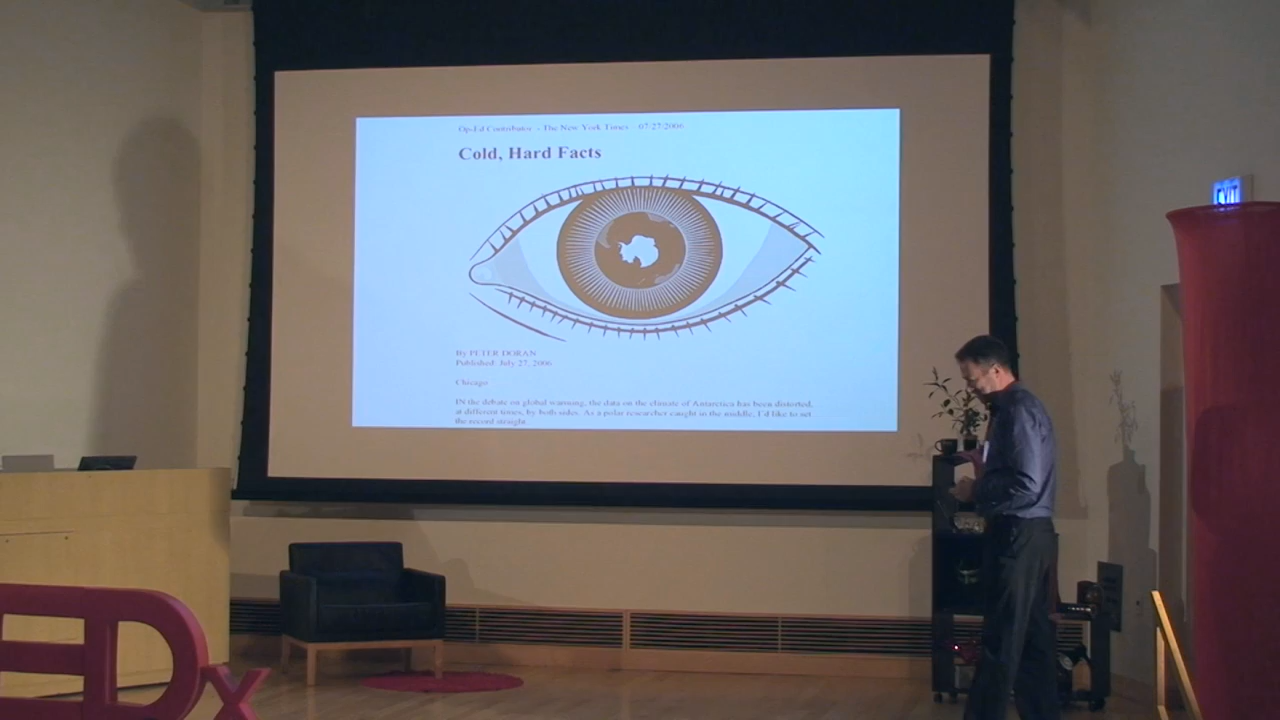 Op-Ed Contributor - The New York Times 07-27-2006
Cold, Hard Facts
By PETER DORAN
Published: July 27, 2006
Chicago
IN the debate on global warming, the data on the climate of Antarctica has been distorted,
at different times, by both sides. As a polar researcher caught in the middle, I'd like to set
the record straight.
EXIT
EDx